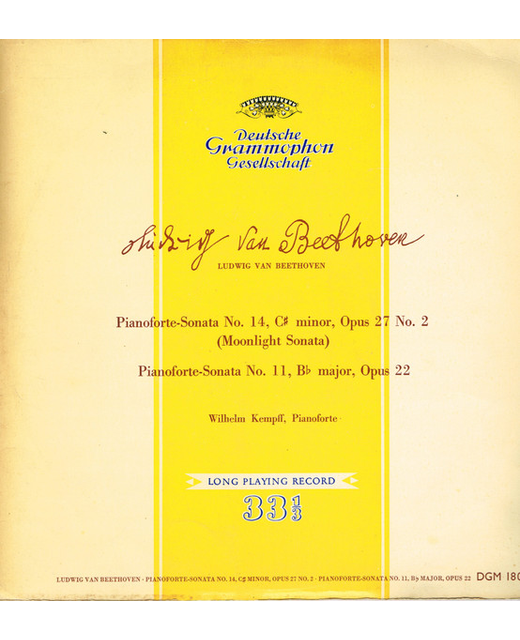 Deutsche
Grammophon
Gesellschaft
Ludwig van Beethoven
LUDWIG VAN BEETHOVEN
Pianoforte-Sonata No. 14, C♯ minor, Opus 27 No. 2
(Moonlight Sonata)
Pianoforte-Sonata No. 11, B♭ major, Opus 22
Wilhelm Kempff, Pianoforte
LONG PLAYING RECORD
33⅓
LUDWIG VAN BEETHOVEN · PIANOFORTE-SONATA NO. 14, C♯ MINOR, OPUS 27 NO. 2 · PIANOFORTE-SONATA NO. 11, B♭ MAJOR, OPUS 22 DGM 180